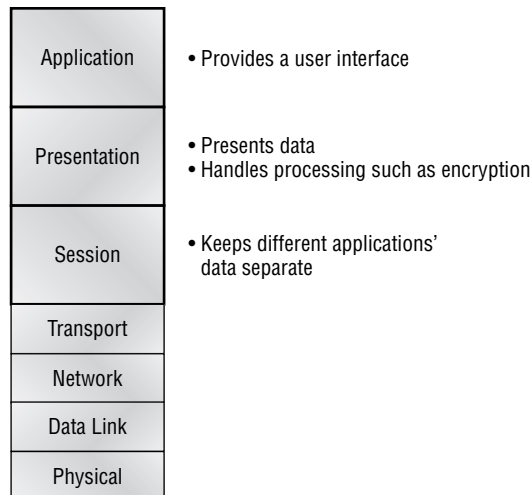 Application
• Provides a user interface
Presentation
• Presents data
• Handles processing such as encryption
Session
• Keeps different applications’
data separate
Transport
Network
Data Link
Physical